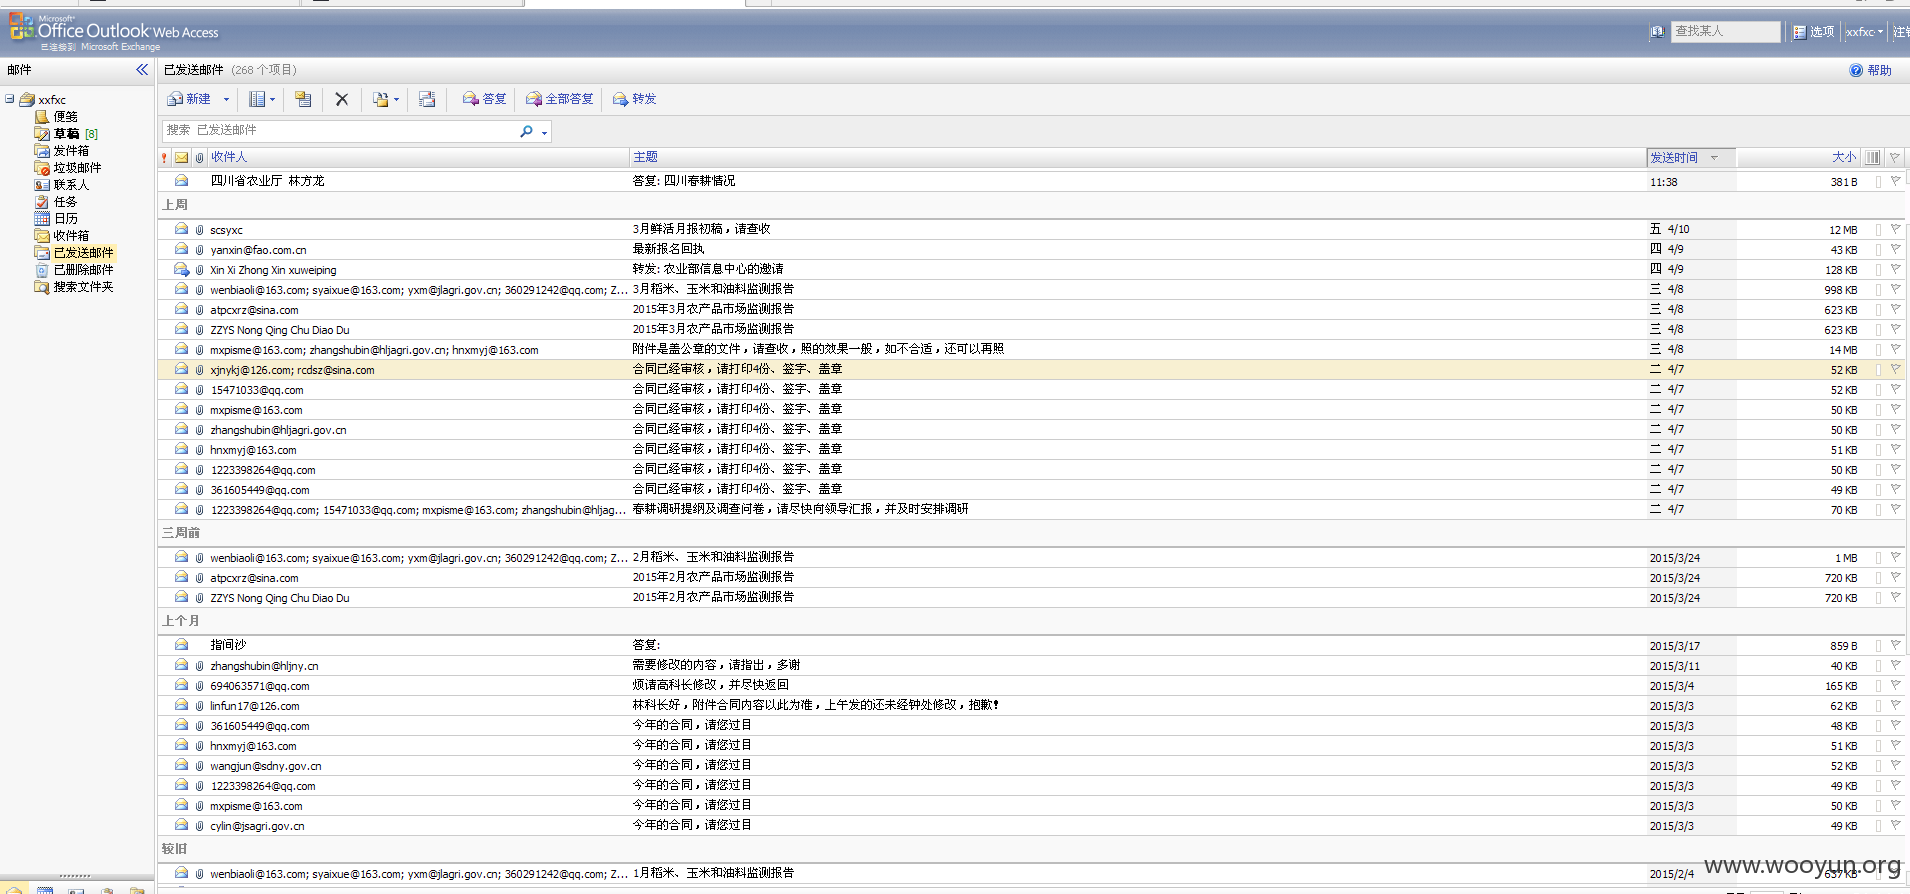 Microsoft®
Office Outlook Web Access
已连接到 Microsoft Exchange
查找某人
选项
xxfxc
邮件
已发送邮件 (268 个项目)
帮助
xxfxc
便笺
草稿 [8]
发件箱
垃圾邮件
联系人
任务
日历
收件箱
已发送邮件
已删除邮件
搜索文件夹
新建 答复 全部答复 转发
搜索 已发送邮件
收件人 主题 发送时间 大小
四川省农业厅 林方龙 答复: 四川春耕情况 11:38 381 B
上周
scsyxc 3月鲜活月报初稿，请查收 五 4/10 12 MB
yanxin@fao.com.cn 最新报名回执 四 4/9 43 KB
Xin Xi Zhong Xin xuweiping 转发: 农业部信息中心的邀请 四 4/9 128 KB
wenbiaoli@163.com; syaixue@163.com; yxm@jlagri.gov.cn; 360291242@qq.com; Z... 3月稻米、玉米和油料监测报告 三 4/8 998 KB
atpcxrz@sina.com 2015年3月农产品市场监测报告 三 4/8 623 KB
ZZYS Nong Qing Chu Diao Du 2015年3月农产品市场监测报告 三 4/8 623 KB
mxpisme@163.com; zhangshubin@hljagri.gov.cn; hnxmyj@163.com 附件是盖公章的文件，请查收，照的效果一般，如不合适，还可以再照 三 4/8 14 MB
xjnykj@126.com; rcdsz@sina.com 合同已经审核，请打印4份、签字、盖章 二 4/7 52 KB
15471033@qq.com 合同已经审核，请打印4份、签字、盖章 二 4/7 52 KB
mxpisme@163.com 合同已经审核，请打印4份、签字、盖章 二 4/7 50 KB
zhangshubin@hljagri.gov.cn 合同已经审核，请打印4份、签字、盖章 二 4/7 50 KB
hnxmyj@163.com 合同已经审核，请打印4份、签字、盖章 二 4/7 51 KB
1223398264@qq.com 合同已经审核，请打印4份、签字、盖章 二 4/7 50 KB
361605449@qq.com 合同已经审核，请打印4份、签字、盖章 二 4/7 49 KB
1223398264@qq.com; 15471033@qq.com; mxpisme@163.com; zhangshubin@hljag... 春耕调研提纲及调查问卷，请尽快向领导汇报，并及时安排调研 二 4/7 70 KB
三周前
wenbiaoli@163.com; syaixue@163.com; yxm@jlagri.gov.cn; 360291242@qq.com; Z... 2月稻米、玉米和油料监测报告 2015/3/24 1 MB
atpcxrz@sina.com 2015年2月农产品市场监测报告 2015/3/24 720 KB
ZZYS Nong Qing Chu Diao Du 2015年2月农产品市场监测报告 2015/3/24 720 KB
上个月
指间沙 答复: 2015/3/17 859 B
zhangshubin@hljny.cn 需要修改的内容，请指出，多谢 2015/3/11 40 KB
694063571@qq.com 烦请高科长修改，并尽快返回 2015/3/4 165 KB
linfun17@126.com 林科长好，附件合同内容以此为准，上午发的还未经钟处修改，抱歉！ 2015/3/3 62 KB
361605449@qq.com 今年的合同，请您过目 2015/3/3 48 KB
hnxmyj@163.com 今年的合同，请您过目 2015/3/3 51 KB
wangjun@sdny.gov.cn 今年的合同，请您过目 2015/3/3 52 KB
1223398264@qq.com 今年的合同，请您过目 2015/3/3 49 KB
mxpisme@163.com 今年的合同，请您过目 2015/3/3 50 KB
cylin@jsagri.gov.cn 今年的合同，请您过目 2015/3/3 49 KB
较旧
wenbiaoli@163.com; syaixue@163.com; yxm@jlagri.gov.cn; 360291242@qq.com; Z... 1月稻米、玉米和油料监测报告 2015/2/4 637 KB
www.wooyun.org